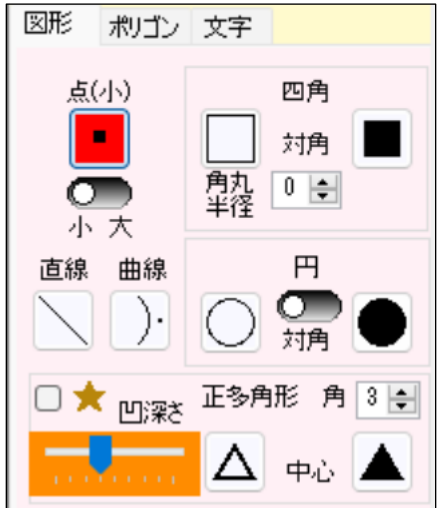 図形 ポリゴン 文字
点(小) 四角
対角
角丸
半径 0
小 大
直線 曲線 円
対角
凹深さ 正多角形 角 3
中心